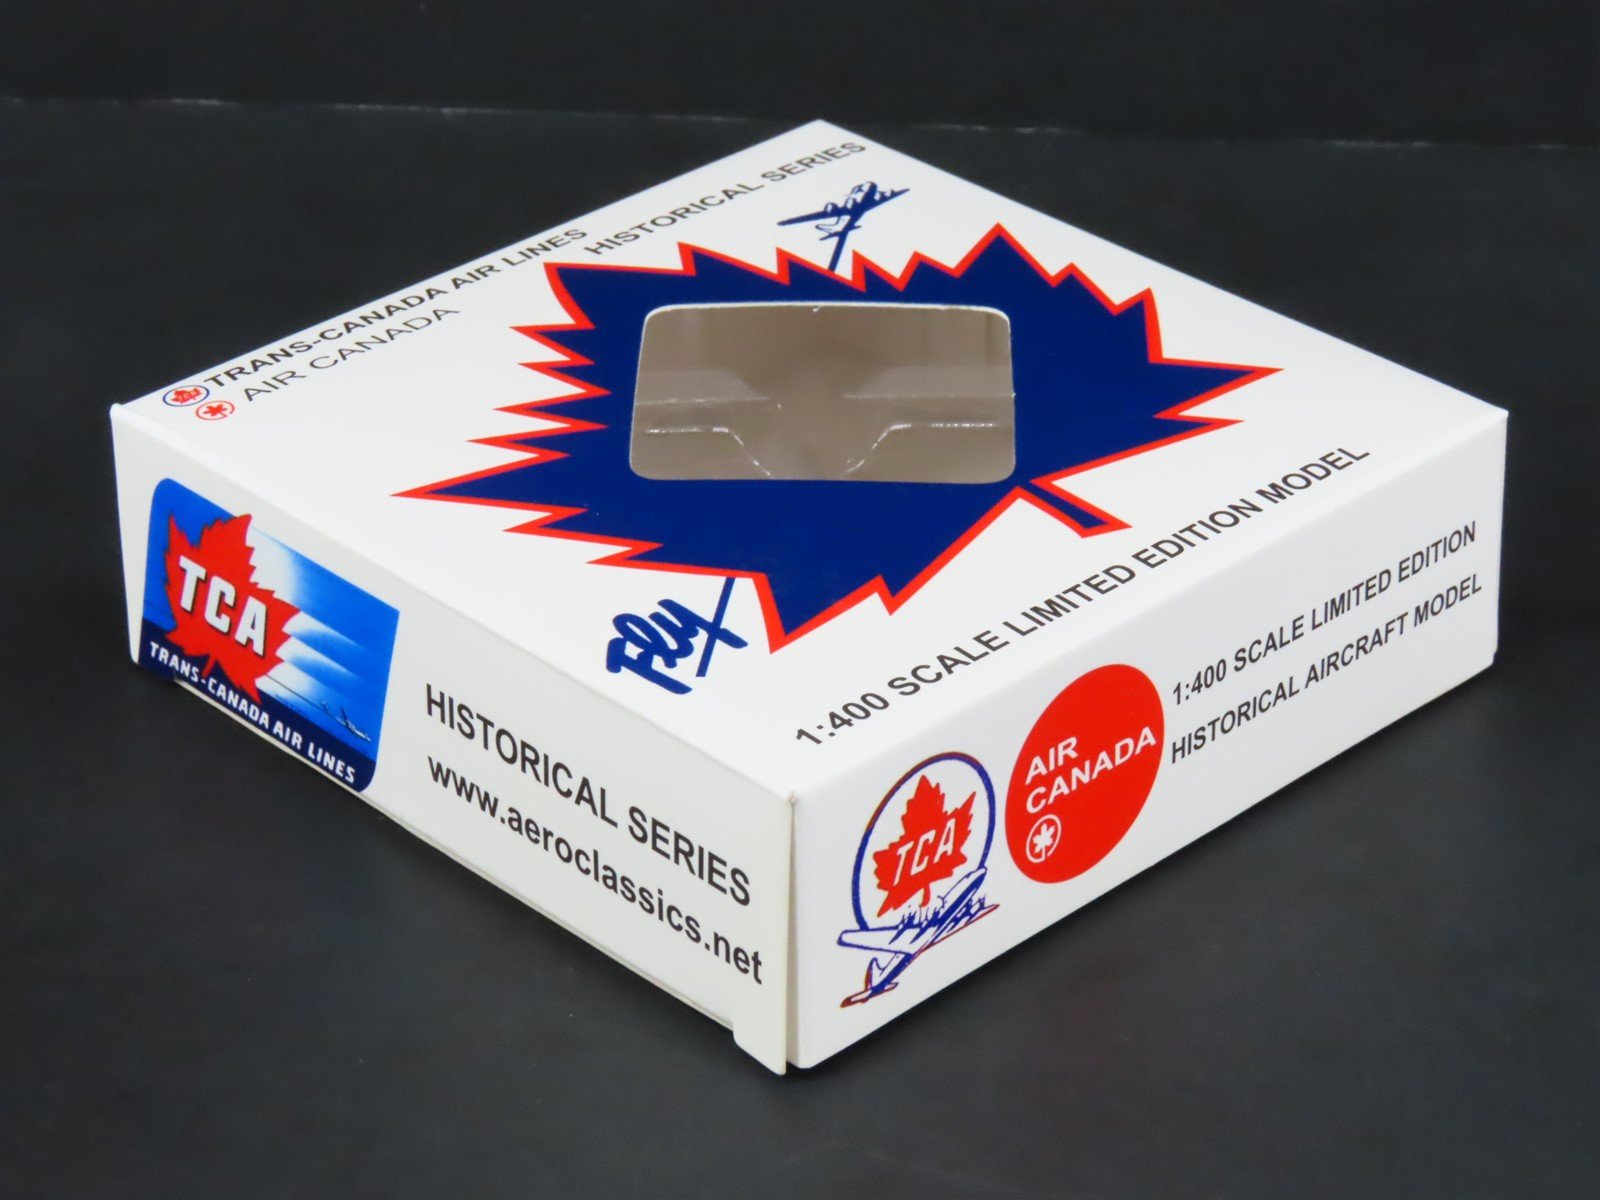 TRANS-CANADA AIR LINES
AIR CANADA
HISTORICAL SERIES
Fly
1:400 SCALE LIMITED EDITION MODEL
TCA
TRANS-CANADA AIR LINES
HISTORICAL SERIES
www.aeroclassics.net
TCA
AIR
CANADA
1:400 SCALE LIMITED EDITION
HISTORICAL AIRCRAFT MODEL